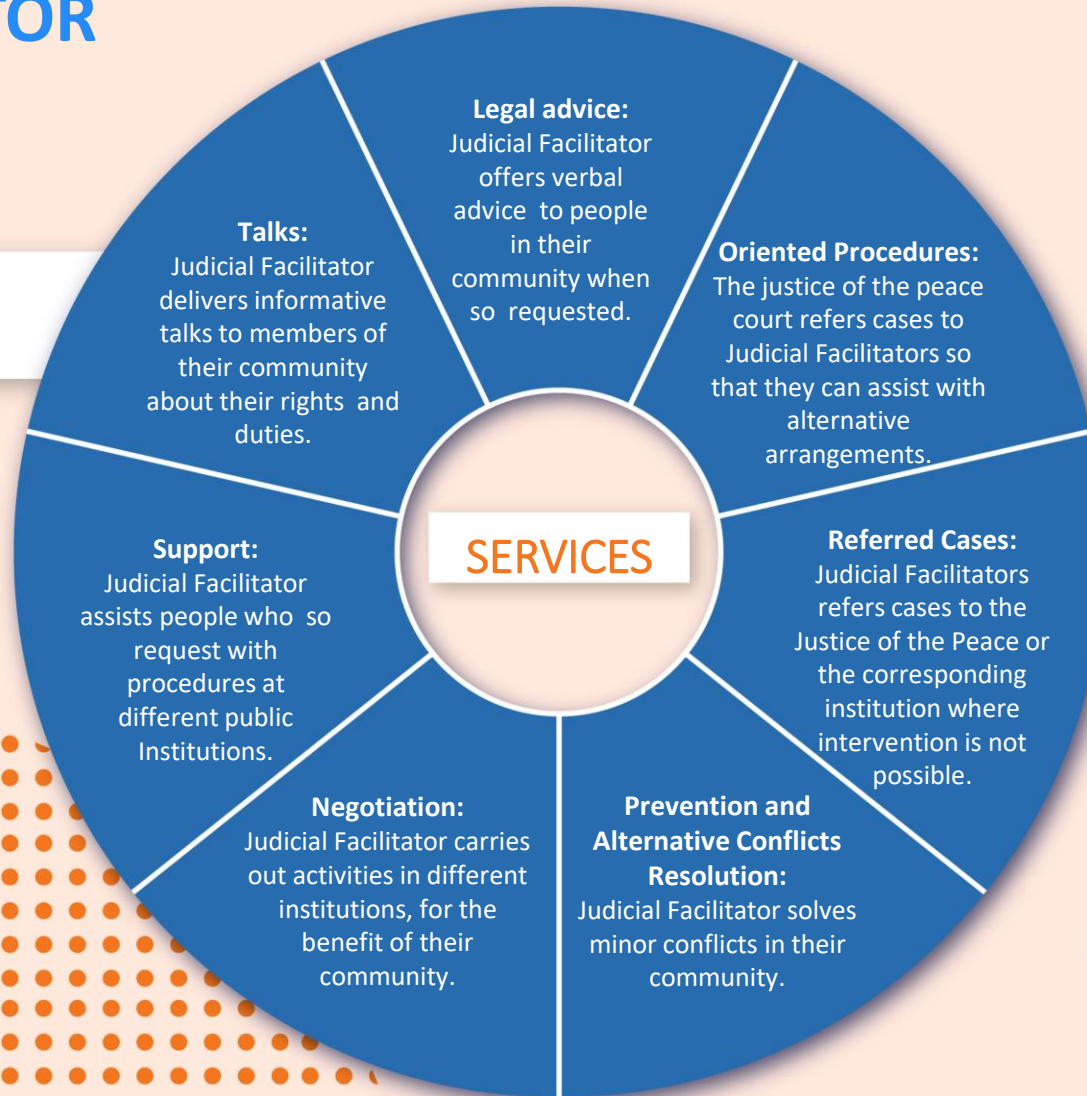 TOR
Legal advice:
Judicial Facilitator
offers verbal
advice to people
in their
community when
so requested.
Oriented Procedures:
The justice of the peace
court refers cases to
Judicial Facilitators so
that they can assist with
alternative
arrangements.
Referred Cases:
Judicial Facilitators
refers cases to the
Justice of the Peace or
the corresponding
institution where
intervention is not
possible.
Prevention and
Alternative Conflicts
Resolution:
Judicial Facilitator solves
minor conflicts in their
community.
Negotiation:
Judicial Facilitator carries
out activities in different
institutions, for the
benefit of their
community.
Support:
Judicial Facilitator
assists people who so
request with
procedures at
different public
Institutions.
Talks:
Judicial Facilitator
delivers informative
talks to members of
their community
about their rights and
duties.
SERVICES